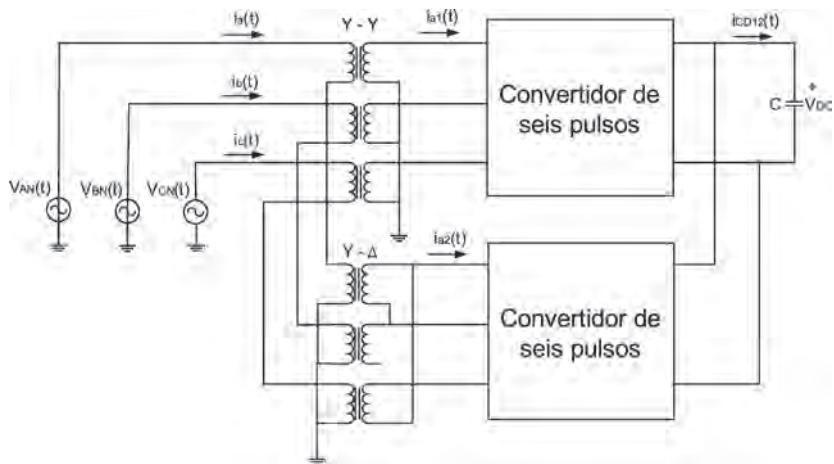 ia(t)
Y - Y
ia1(t)
iCD12(t)
ib(t)
ic(t)
Convertidor de
seis pulsos
C
+
VDC
VAN(t)
VBN(t)
VCN(t)
Y - Δ
ia2(t)
Convertidor de
seis pulsos